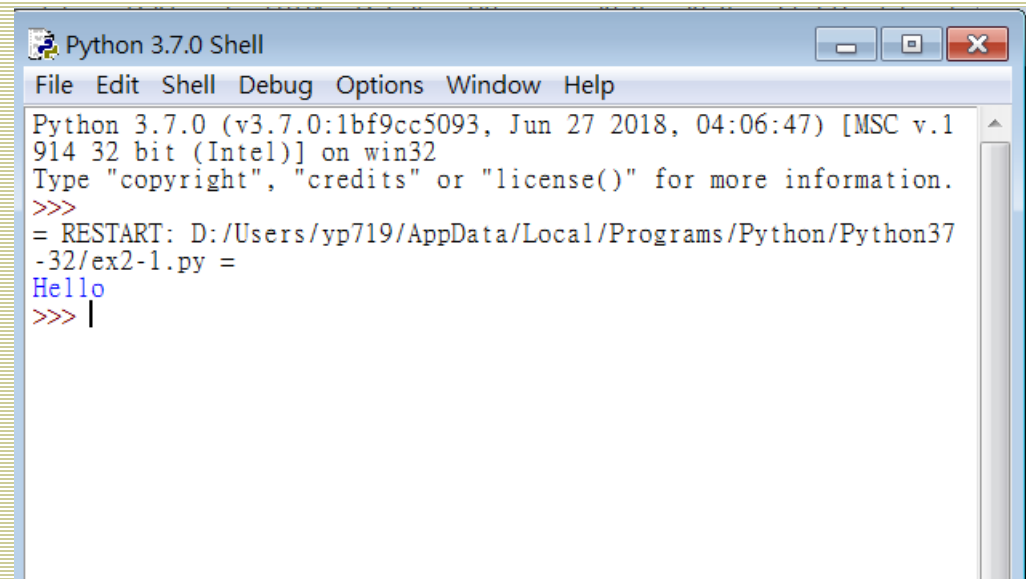 Python 3.7.0 Shell
File Edit Shell Debug Options Window Help
Python 3.7.0 (v3.7.0:1bf9cc5093, Jun 27 2018, 04:06:47) [MSC v.1
914 32 bit (Intel)] on win32
Type "copyright", "credits" or "license()" for more information.
>>>
= RESTART: D:/Users/yp719/AppData/Local/Programs/Python/Python37
-32/ex2-1.py =
Hello
>>>